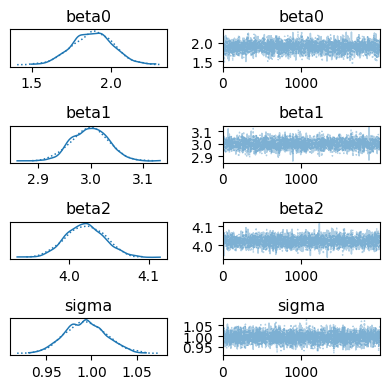 beta0 beta0
2.0
1.5
1.5 2.0 0 1000
beta1 beta1
3.1
3.0
2.9
2.9 3.0 3.1 0 1000
beta2 beta2
4.1
4.0
4.0 4.1 0 1000
sigma sigma
1.05
1.00
0.95
0.95 1.00 1.05 0 1000